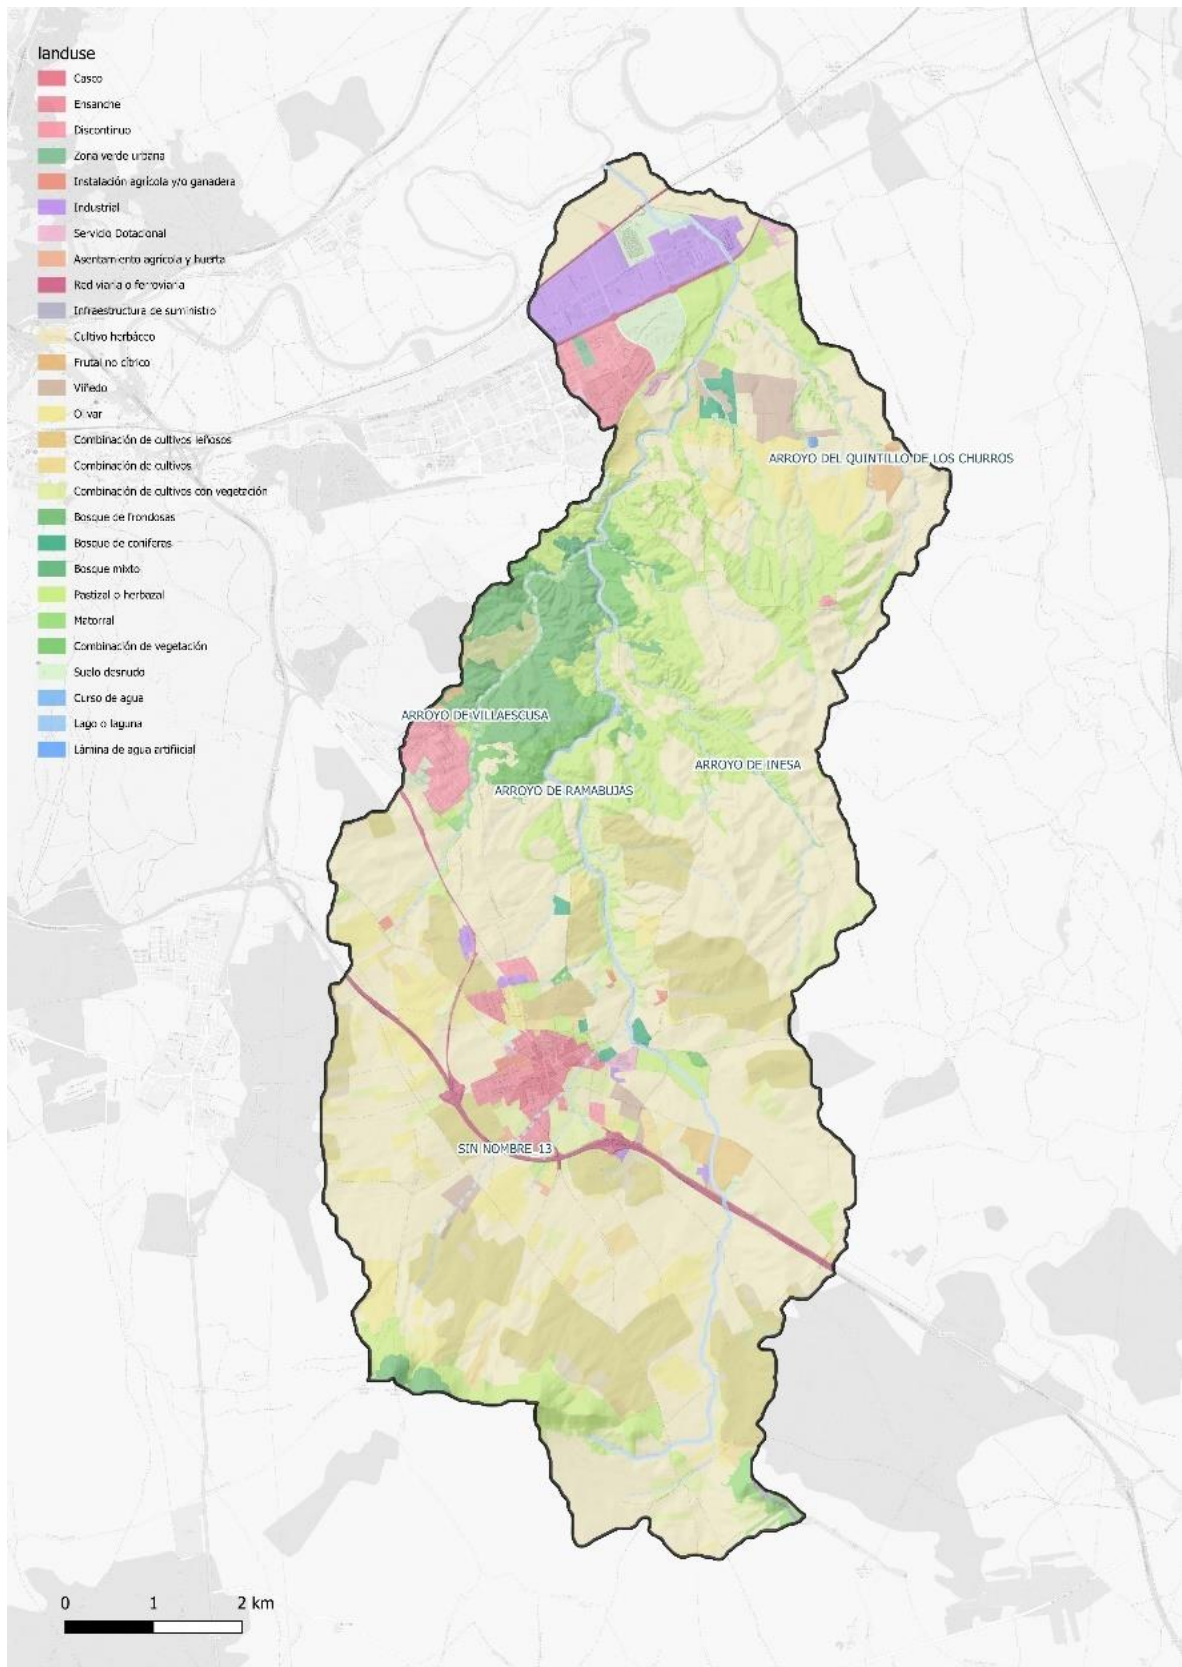 landuse
Casco
Ensanche
Discontinuo
Zona verde urbana
Instalación agrícola y/o ganadera
Industrial
Servicio Dotacional
Asentamiento agrícola y huerta
Red viaria o ferroviaria
Infraestructura de suministro
Cultivo herbáceo
Frutal no cítrico
Viñedo
Olivar
Combinación de cultivos leñosos
Combinación de cultivos
Combinación de cultivos con vegetación
Bosque de frondosas
Bosque de coníferas
Bosque mixto
Pastizal o herbazal
Matorral
Combinación de vegetación
Suelo desnudo
Curso de agua
Lago o laguna
Lámina de agua artificial
ARROYO DEL QUINTILLO DE LOS CHURROS
ARROYO DE VILLAESCUSA
ARROYO DE INESA
ARROYO DE RAMABUJAS
SIN NOMBRE_13
0 1 2 km